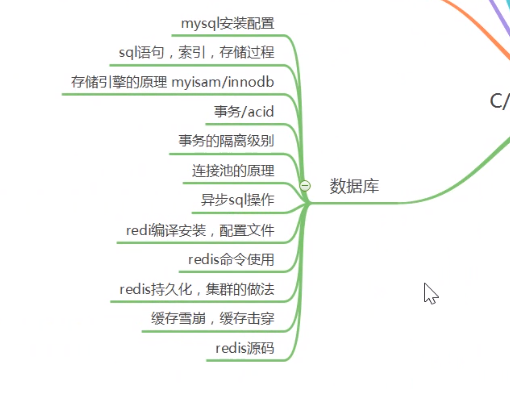 mysql安装配置
sql语句，索引，存储过程
存储引擎的原理 myisam/innodb
事务/acid
事务的隔离级别
连接池的原理
异步sql操作
redi编译安装，配置文件
redis命令使用
redis持久化，集群的做法
缓存雪崩，缓存击穿
redis源码
数据库
C/